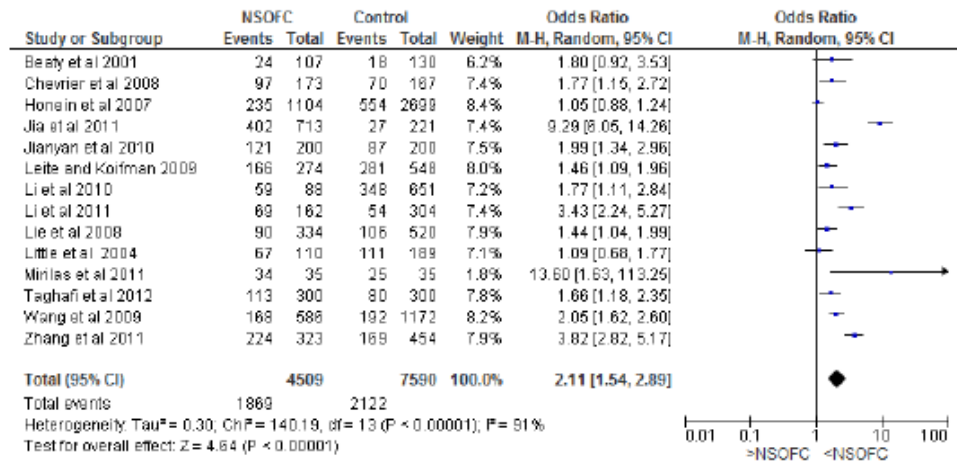 NSOFC Control Odds Ratio Odds Ratio
Study or Subgroup Events Total Events Total Weight M-H, Random, 95% CI M-H, Random, 95% CI
Beaty et al 2001 24 107 18 130 6.2% 1.80 [0.92, 3.53]
Chevrier et al 2008 97 173 70 167 7.4% 1.77 [1.15, 2.72]
Honein et al 2007 235 1104 554 2699 8.4% 1.05 [0.88, 1.24]
Jia et al 2011 402 713 27 221 7.4% 9.29 [6.05, 14.26]
Jianyan et al 2010 121 200 87 200 7.6% 1.99 [1.34, 2.96]
Leite and Koifman 2009 166 274 281 548 8.0% 1.46 [1.09, 1.96]
Li et al 2010 59 88 348 651 7.2% 1.77 [1.11, 2.84]
Li et al 2011 69 162 54 304 7.4% 3.43 [2.24, 5.27]
Lie et al 2008 90 334 106 520 7.9% 1.44 [1.04, 1.99]
Little et al 2004 67 110 111 189 7.1% 1.09 [0.68, 1.77]
Mirilas et al 2011 34 35 25 35 1.8% 13.60 [1.63, 113.25]
Taghafi et al 2012 113 300 80 300 7.8% 1.66 [1.18, 2.35]
Wang et al 2009 168 586 192 1172 8.2% 2.05 [1.62, 2.60]
Zhang et al 2011 224 323 169 454 7.9% 3.82 [2.82, 5.17]
Total (95% CI) 4509 7590 100.0% 2.11 [1.54, 2.89]
Total events 1869 2122
Heterogeneity: Tau² = 0.30; Chi² = 140.19, df = 13 (P < 0.00001); I² = 91%
Test for overall effect: Z = 4.64 (P < 0.00001)
0.01 0.1 1 10 100
>NSOFC <NSOFC